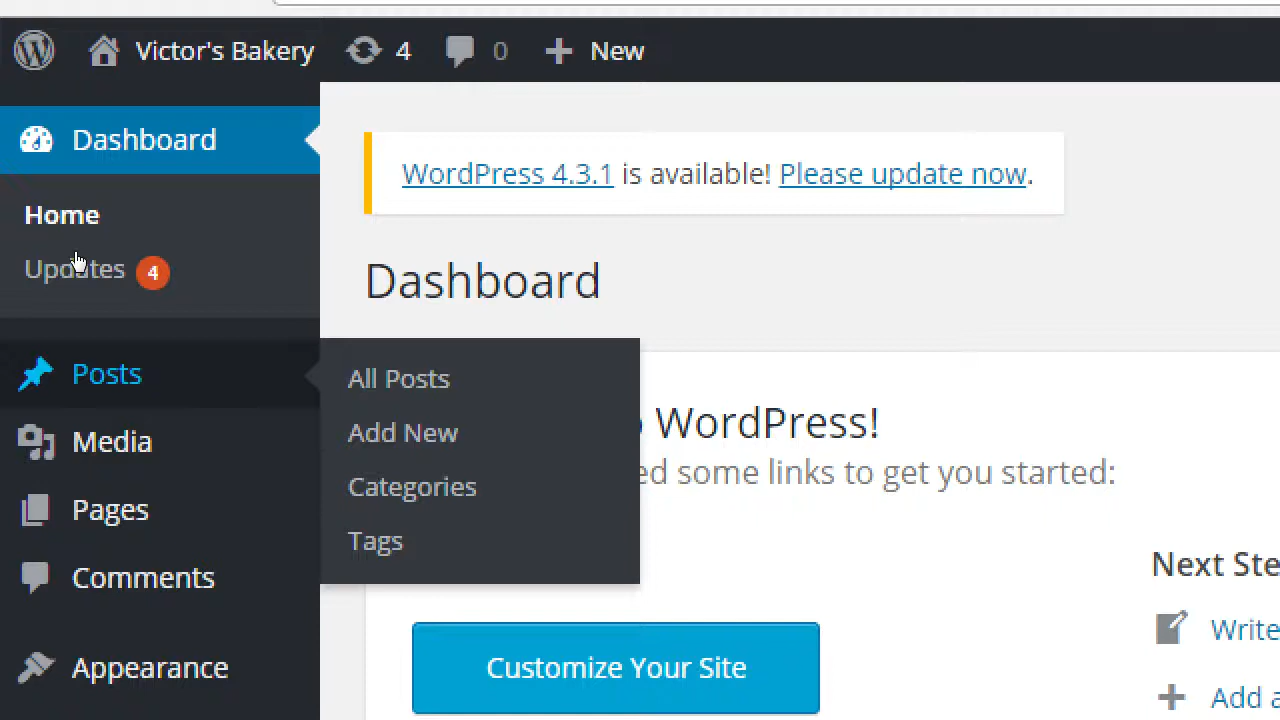 Victor's Bakery 4 0 New
Dashboard
Home
Updates 4
Posts
Media
Pages
Comments
Appearance
All Posts
Add New
Categories
Tags
WordPress 4.3.1 is available! Please update now.
Dashboard
WordPress!
some links to get you started:
Customize Your Site
Next
Write
Add